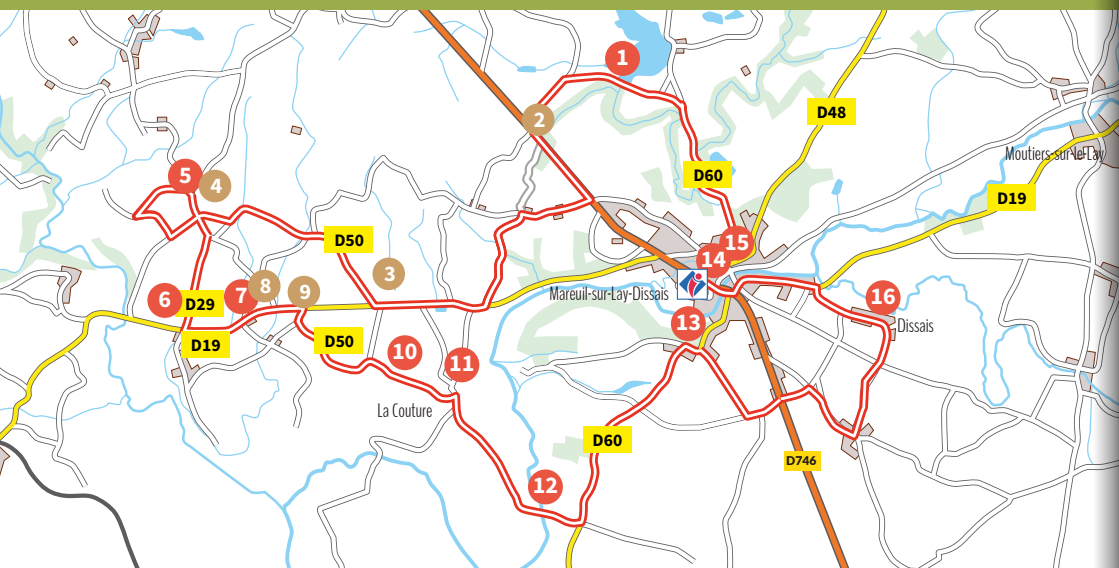 1
D48
2
Moutiers-sur-le-Lay
5
4
D60
D19
D50
15
14
3
6
D29
7
8
9
Mareuil-sur-Lay-Dissais
16
13
Dissais
D19
D50
10
11
La Couture
D60
D746
12